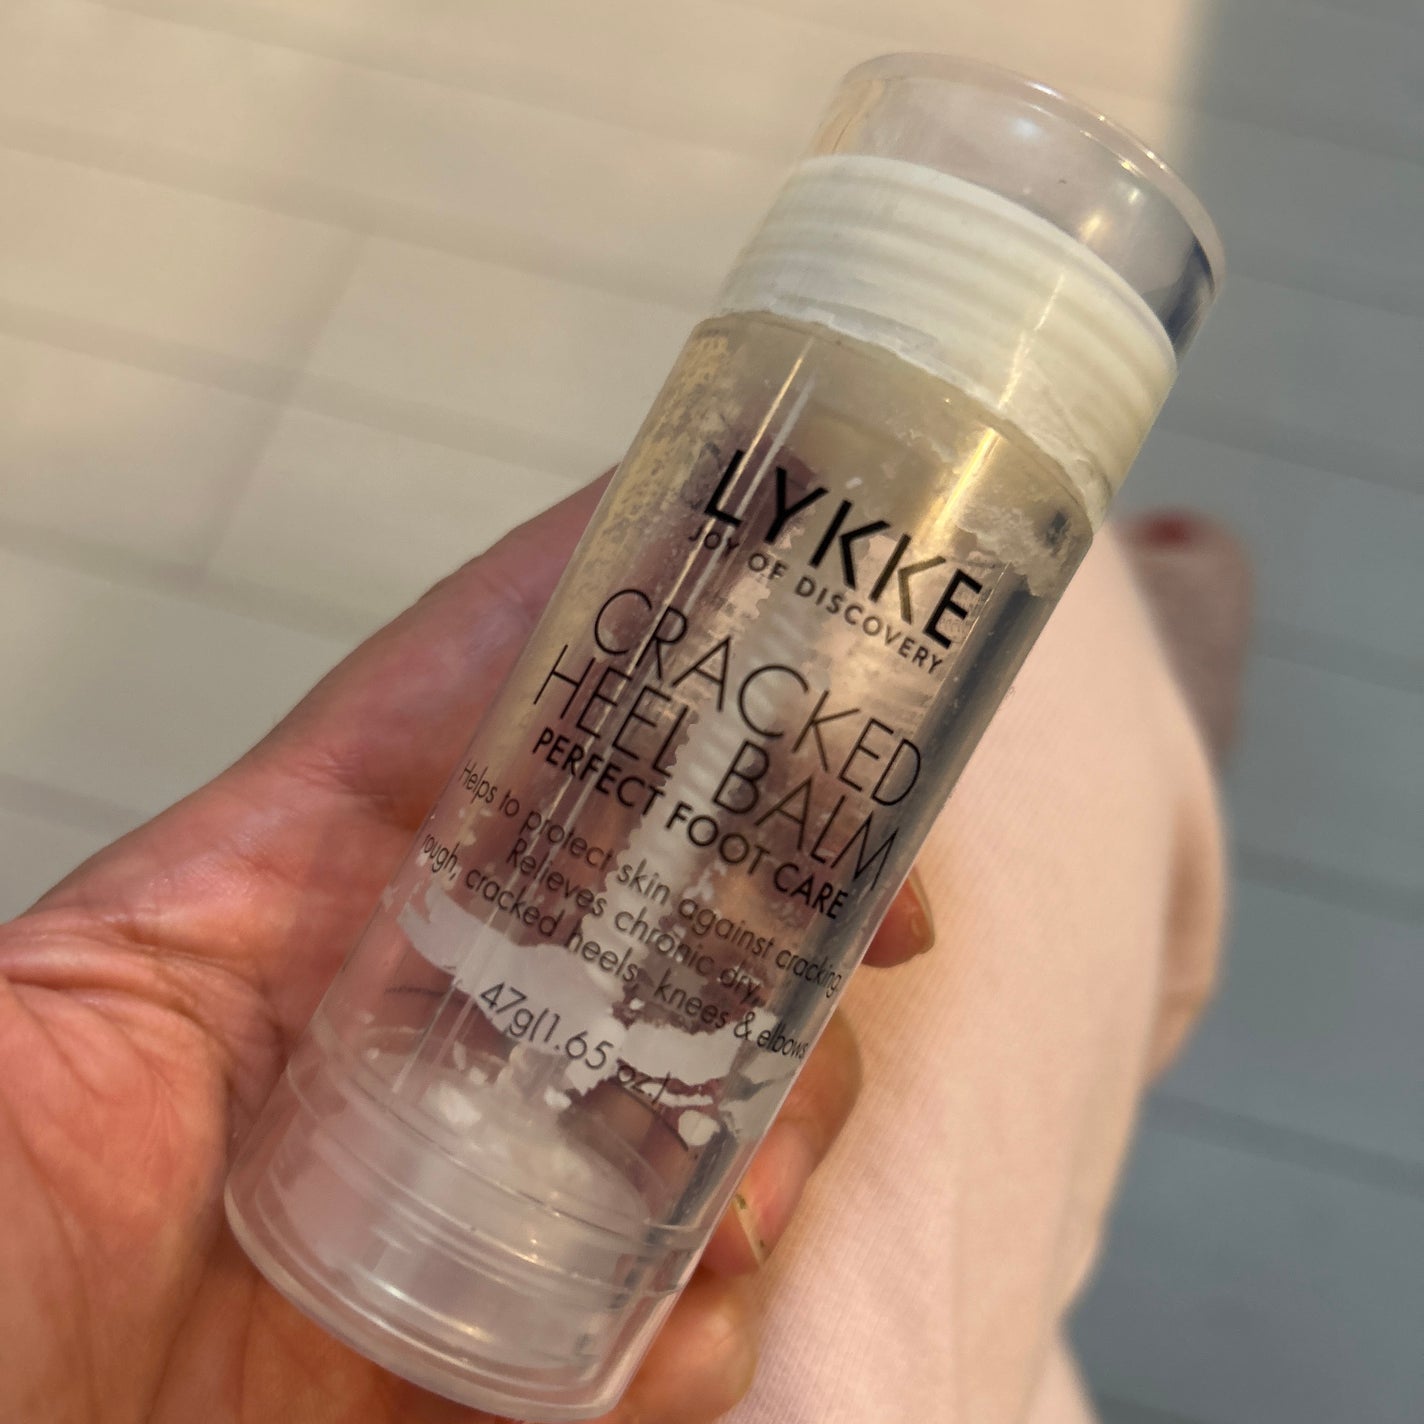 LYKKE
JOY OF DISCOVERY
CRACKED
HEEL BALM
PERFECT FOOT CARE
Helps to protect skin against cracking.
Relieves chronic dry,
rough, cracked heels, knees & elbows
47g(1.65 oz.)